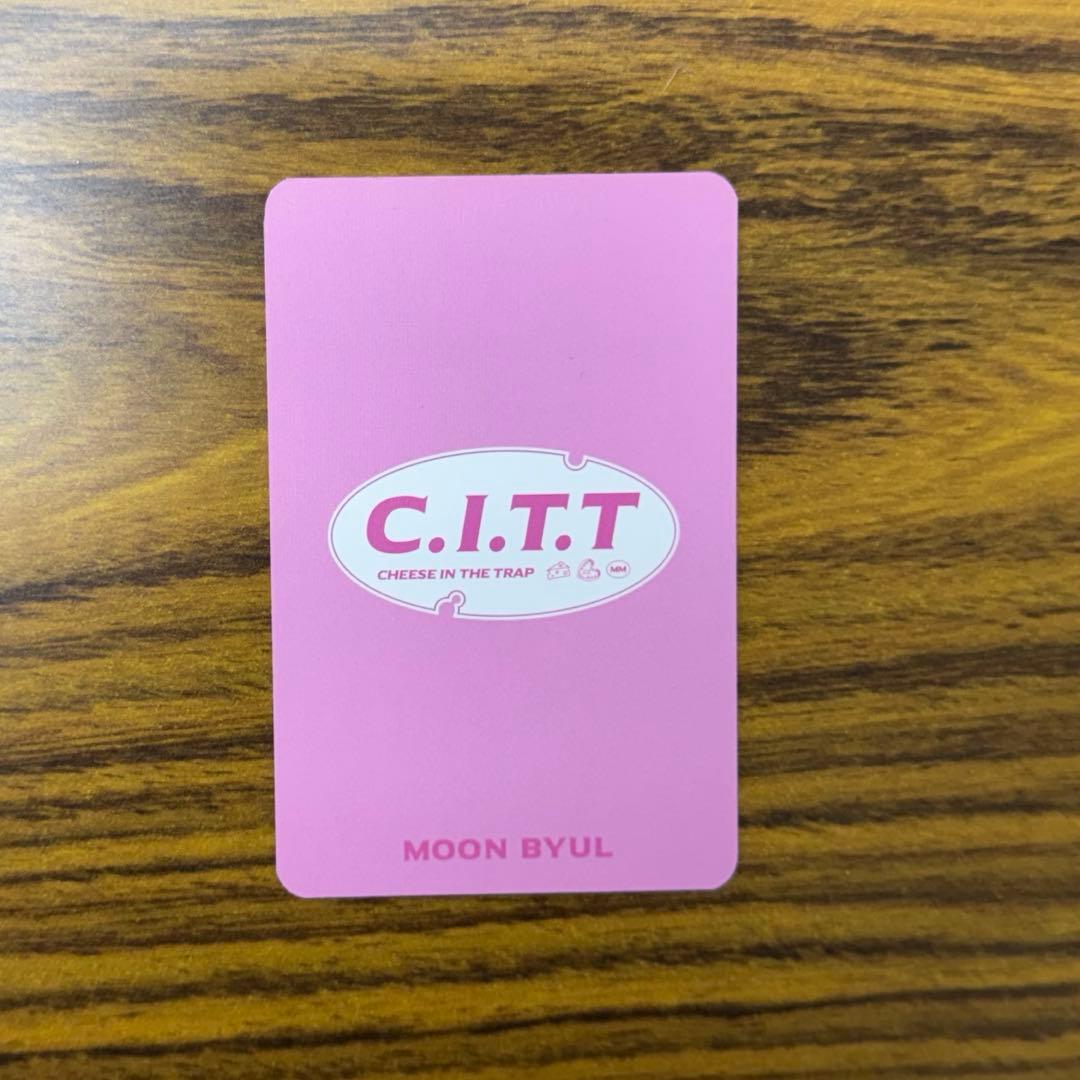 C.I.T.T
CHEESE IN THE TRAP MM
MOON BYUL